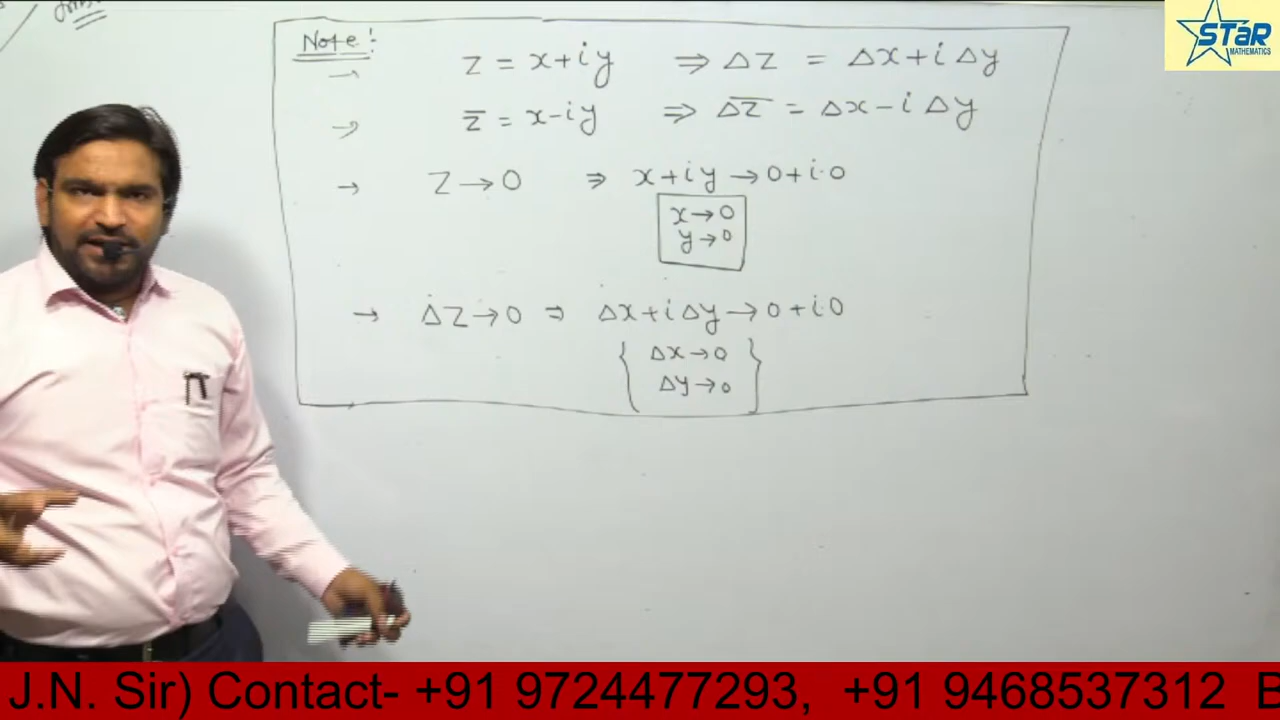 Note!
→ z = x+iy ⇒ Δz = Δx+iΔy
→ z̅ = x-iy ⇒ Δz̅ = Δx-iΔy
→ z→0 ⇒ x+iy→0+i·0
x→0
y→0
→ Δz→0 ⇒ Δx+iΔy→0+i·0
{ Δx→0
Δy→0 }
STAR
MATHEMATICS
J.N. Sir) Contact- +91 9724477293, +91 9468537312 B